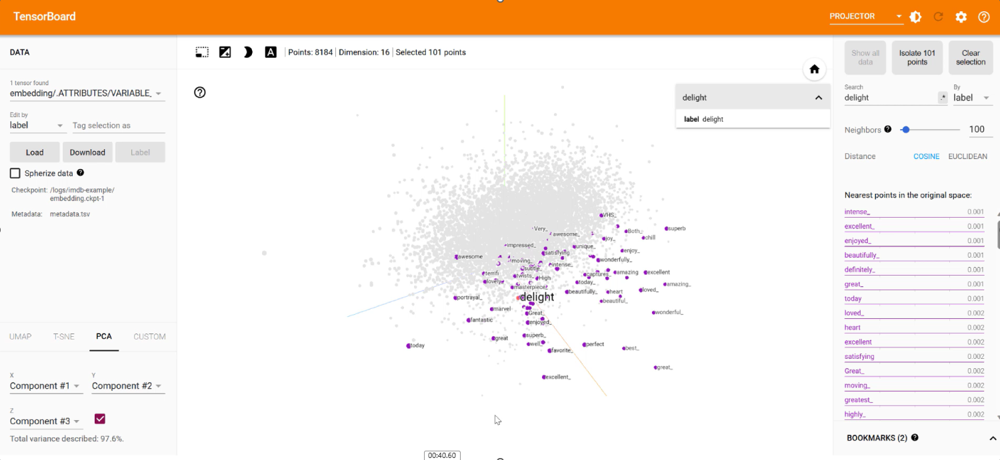 TensorBoard
PROJECTOR
DATA
Points: 8184 | Dimension: 16 | Selected 101 points
1 tensor found
embedding/.ATTRIBUTES/VARIABLE_
Edit by
label
Tag selection as
Load
Download
Label
Spherize data
Checkpoint: /logs/imdb-example/
embedding.ckpt-1
Metadata: metadata.tsv
UMAP
T-SNE
PCA
CUSTOM
X
Component #1
Y
Component #2
Z
Component #3
Total variance described: 97.6%.
delight
label delight
VHS_
Very_
awesome_
Both_
superb
joy_
chill
impressed_
unique_
awesome
satisfying
enjoy_
moving_
wonderfully_
subtle_
intense_
terrifi
twists_
High
captures_
amazing
excellent
lovely_
today_
amazing_
masterpiece_
beautifully_
heart
loved_
portrayal_
delight
beautiful_
marvel
Great_
wonderful_
fantastic
enjoyed_
great
superb_
today
well_
favorite_
perfect
best_
great_
excellent_
00:40.60
Show all
data
Isolate 101
points
Clear
selection
Search
delight
.*
By
label
Neighbors
100
Distance
COSINE
EUCLIDEAN
Nearest points in the original space:
intense_ 0.001
excellent_ 0.001
enjoyed_ 0.001
beautifully_ 0.001
definitely_ 0.001
great_ 0.001
today 0.001
loved_ 0.002
heart 0.002
excellent 0.002
satisfying 0.002
Great_ 0.002
moving_ 0.002
greatest_ 0.002
highly_ 0.002
BOOKMARKS (2)